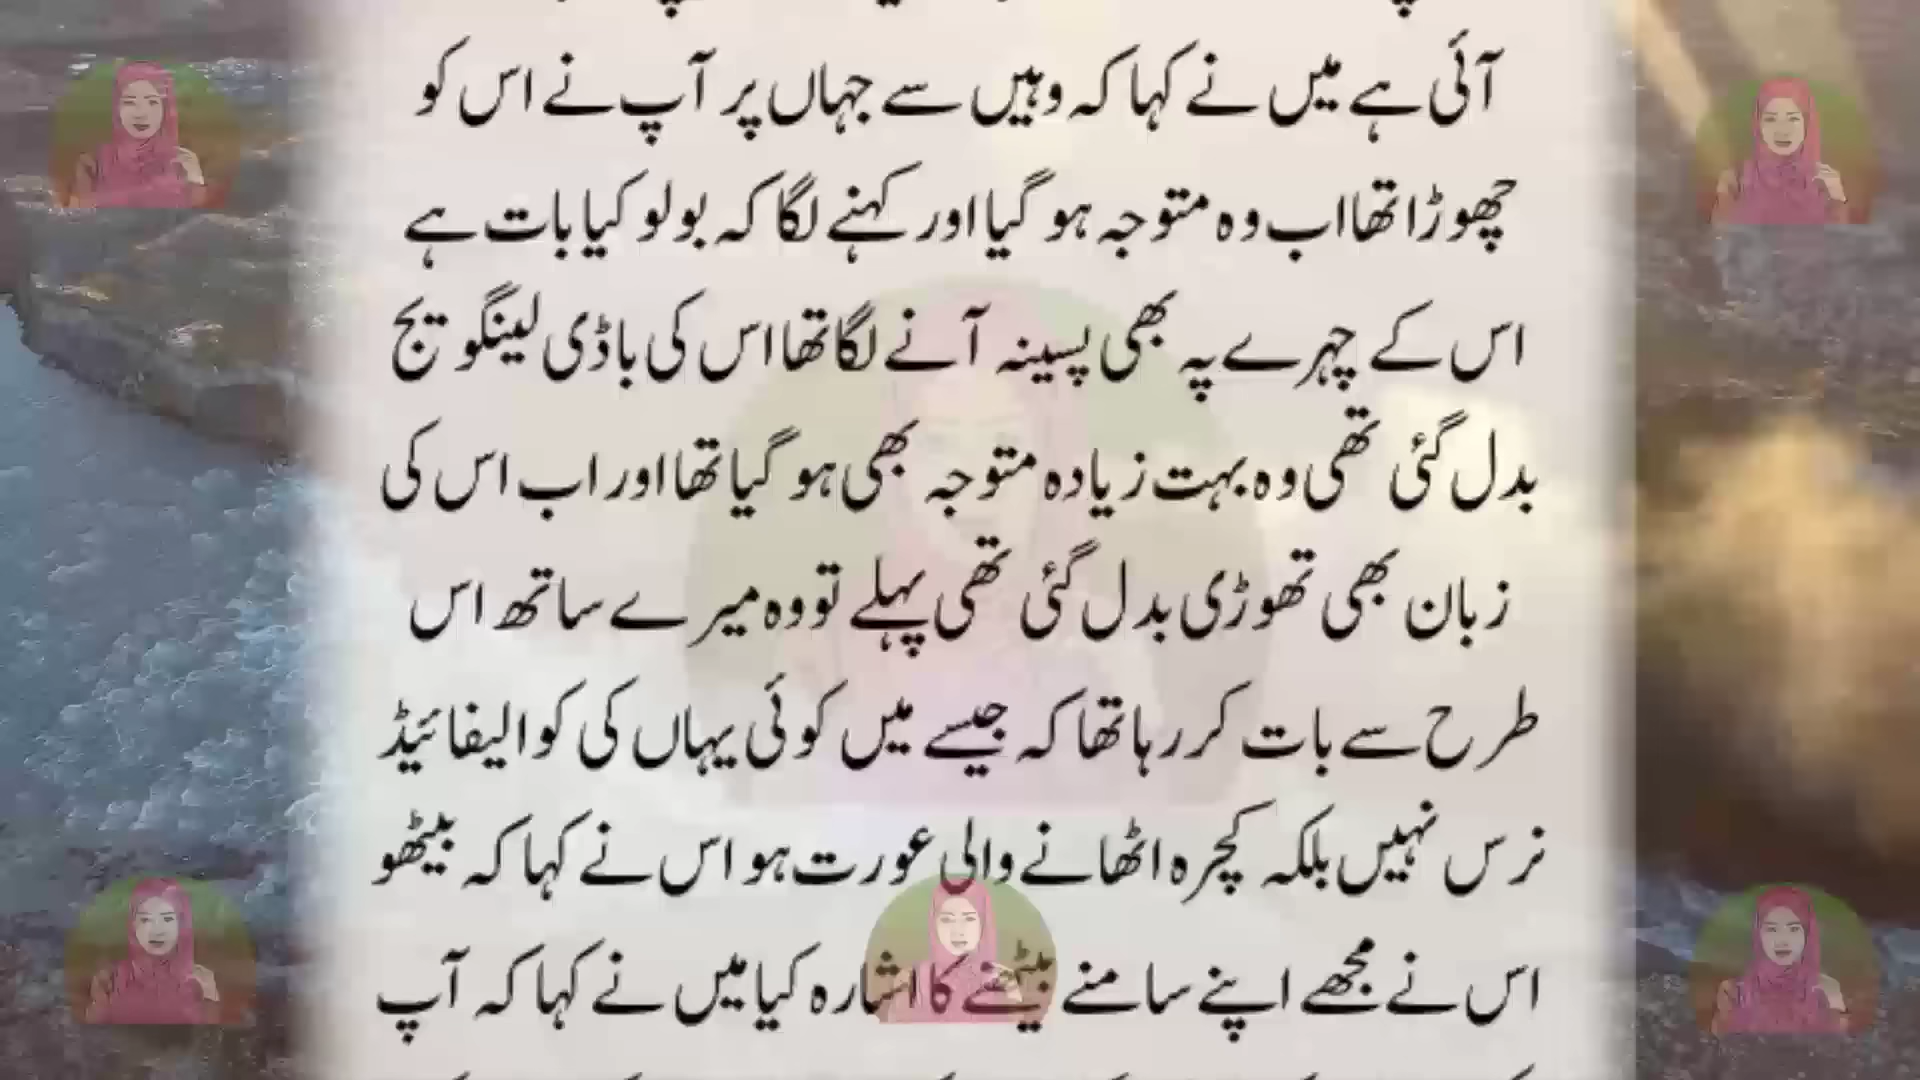 آئی ہے میں نے کہا کہ وہیں سے جہاں پر آپ نے اس کو
چھوڑا تھا اب وہ متوجہ ہو گیا اور کہنے لگا کہ بولو کیا بات ہے
اس کے چہرے پہ بھی پسینہ آنے لگا تھا اس کی باڈی لینگویج
بدل گئی تھی وہ بہت زیادہ متوجہ بھی ہو گیا تھا اور اب اس کی
زبان بھی تھوڑی بدل گئی تھی پہلے تو وہ میرے ساتھ اس
طرح سے بات کر رہا تھا کہ جیسے میں کوئی یہاں کی کوالیفائیڈ
نرس نہیں بلکہ کچرہ اٹھانے والی عورت ہو اس نے کہا کہ بیٹھو
اس نے مجھے اپنے سامنے بیٹھنے کا اشارہ کیا میں نے کہا کہ آپ